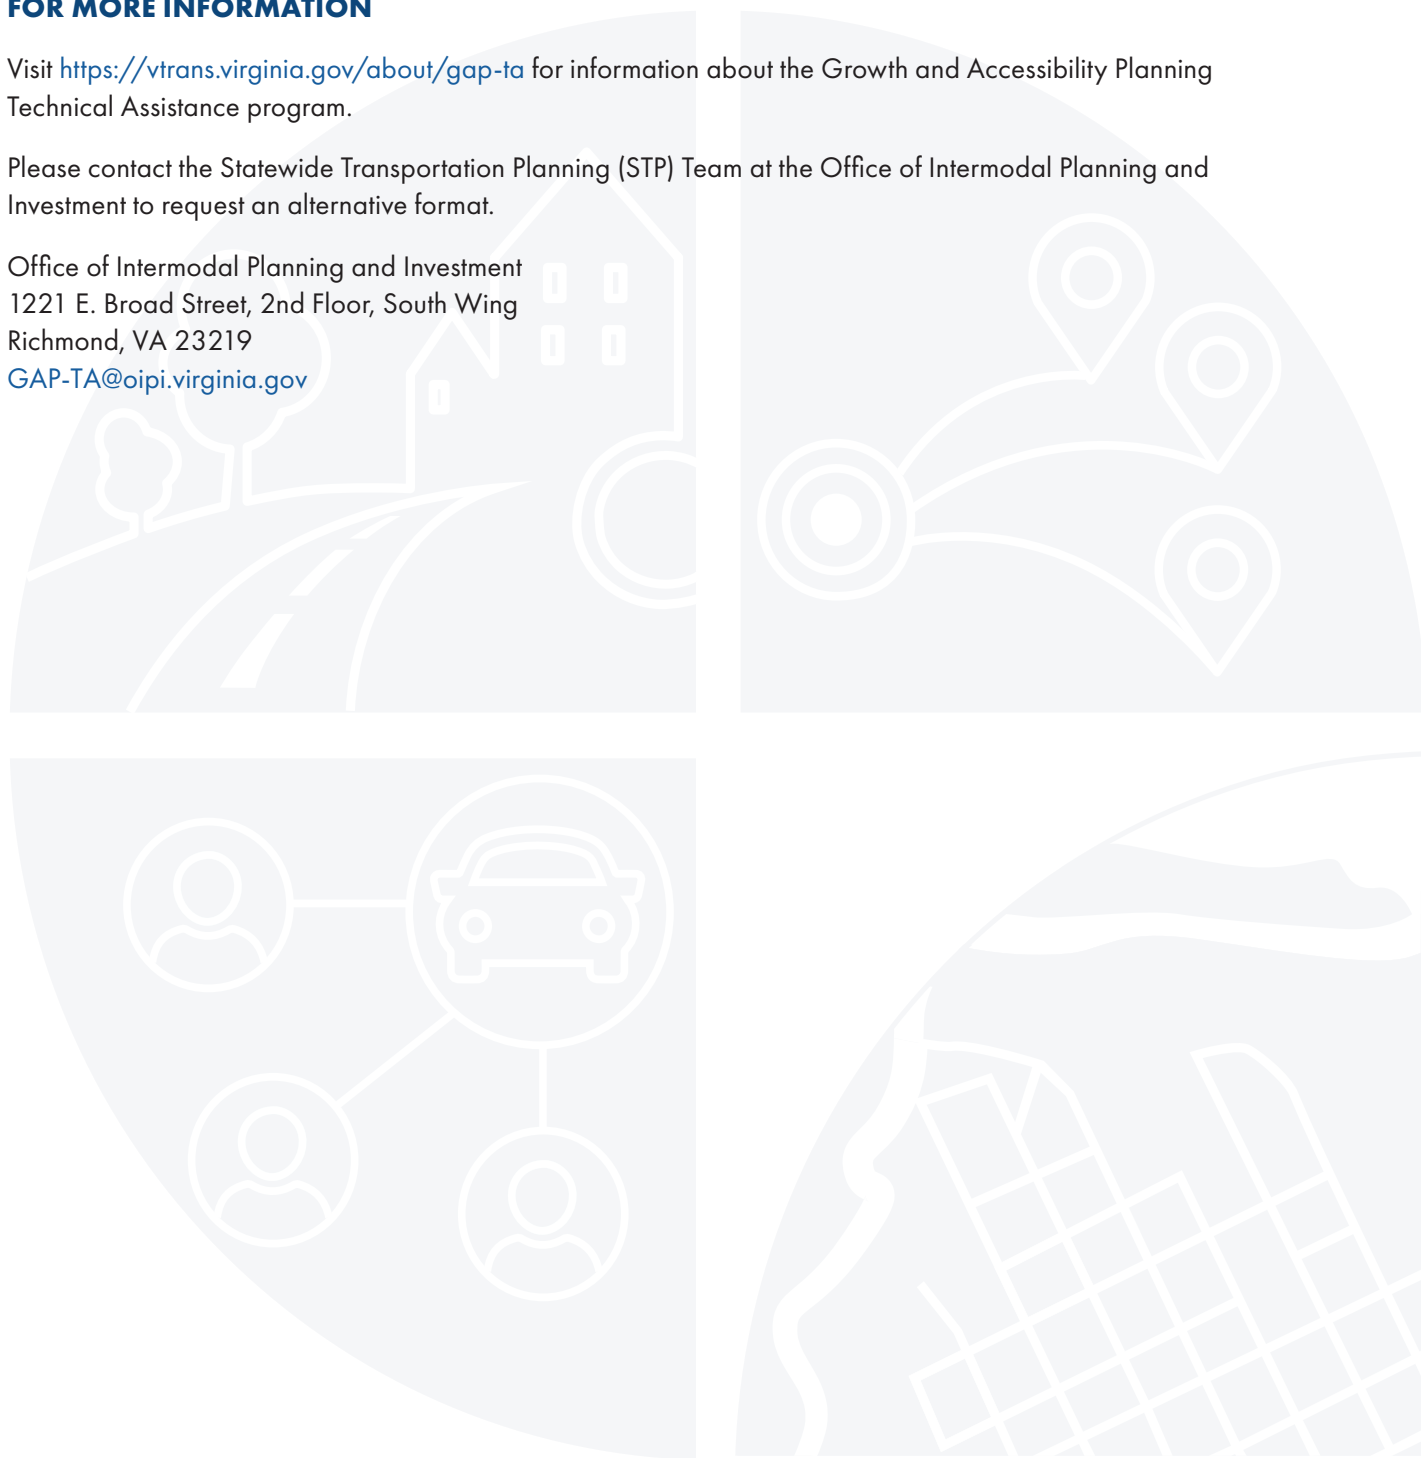 FOR MORE INFORMATION
Visit https://vtrans.virginia.gov/about/gap-ta for information about the Growth and Accessibility Planning
Technical Assistance program.
Please contact the Statewide Transportation Planning (STP) Team at the Office of Intermodal Planning and
Investment to request an alternative format.
Office of Intermodal Planning and Investment
1221 E. Broad Street, 2nd Floor, South Wing
Richmond, VA 23219
GAP-TA@oipi.virginia.gov